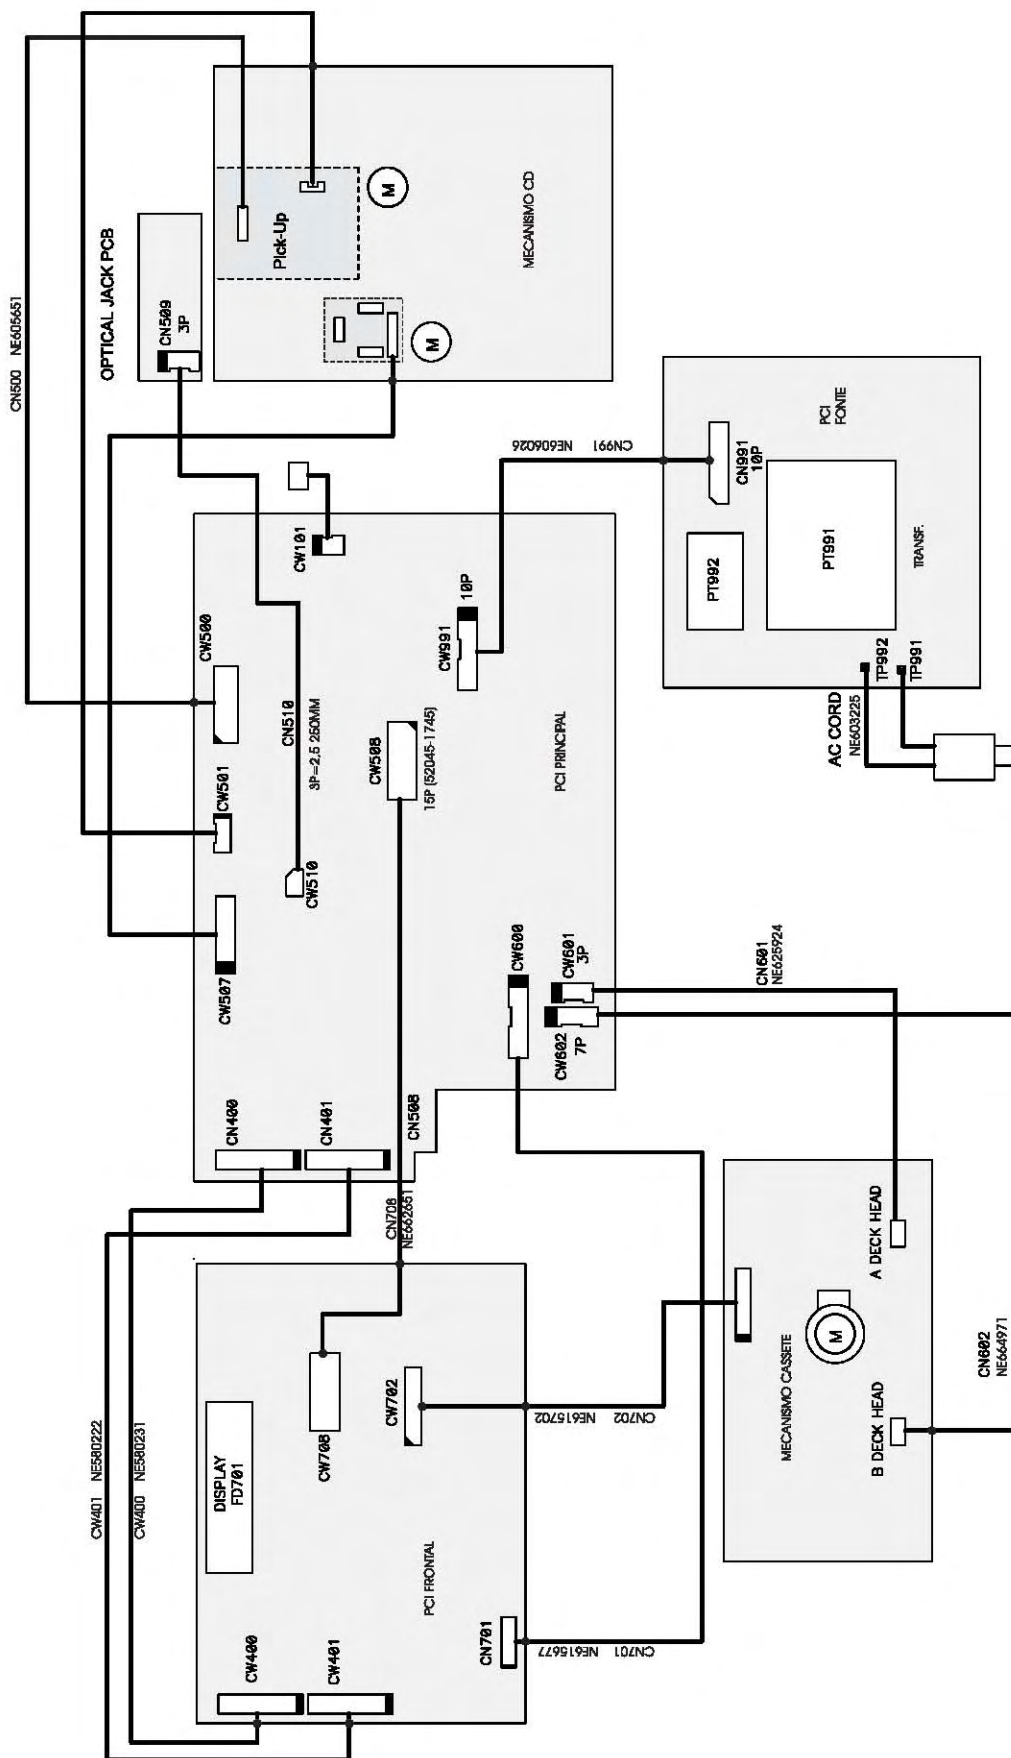 CN500 NE605651
OPTICAL JACK PCB
CN509
3P
Pick-Up
M
M
MECANISMO CD
CW101
CW500
CW501
CN510
3P=2,5 250MM
CW510
CW507
CW508
15P (52045-1745)
CW991
10P
PCI PRINCIPAL
CW600
CW601
3P
CW602
7P
CN400
CN401
CN508
CN991 NE606026
CN991
10P
PCI
FONTE
PT992
PT991
TRANSF.
TP992
TP991
AC CORD
NE603225
CN601
NE625924
CN708
NE662651
CW401 NE580222
CW400 NE580231
DISPLAY
FD701
CW708
CW702
PCI FRONTAL
CW400
CW401
CN701
CN702 NE615702
CN701 NE615677
MECANISMO CASSETE
M
A DECK HEAD
B DECK HEAD
CN602
NE664971